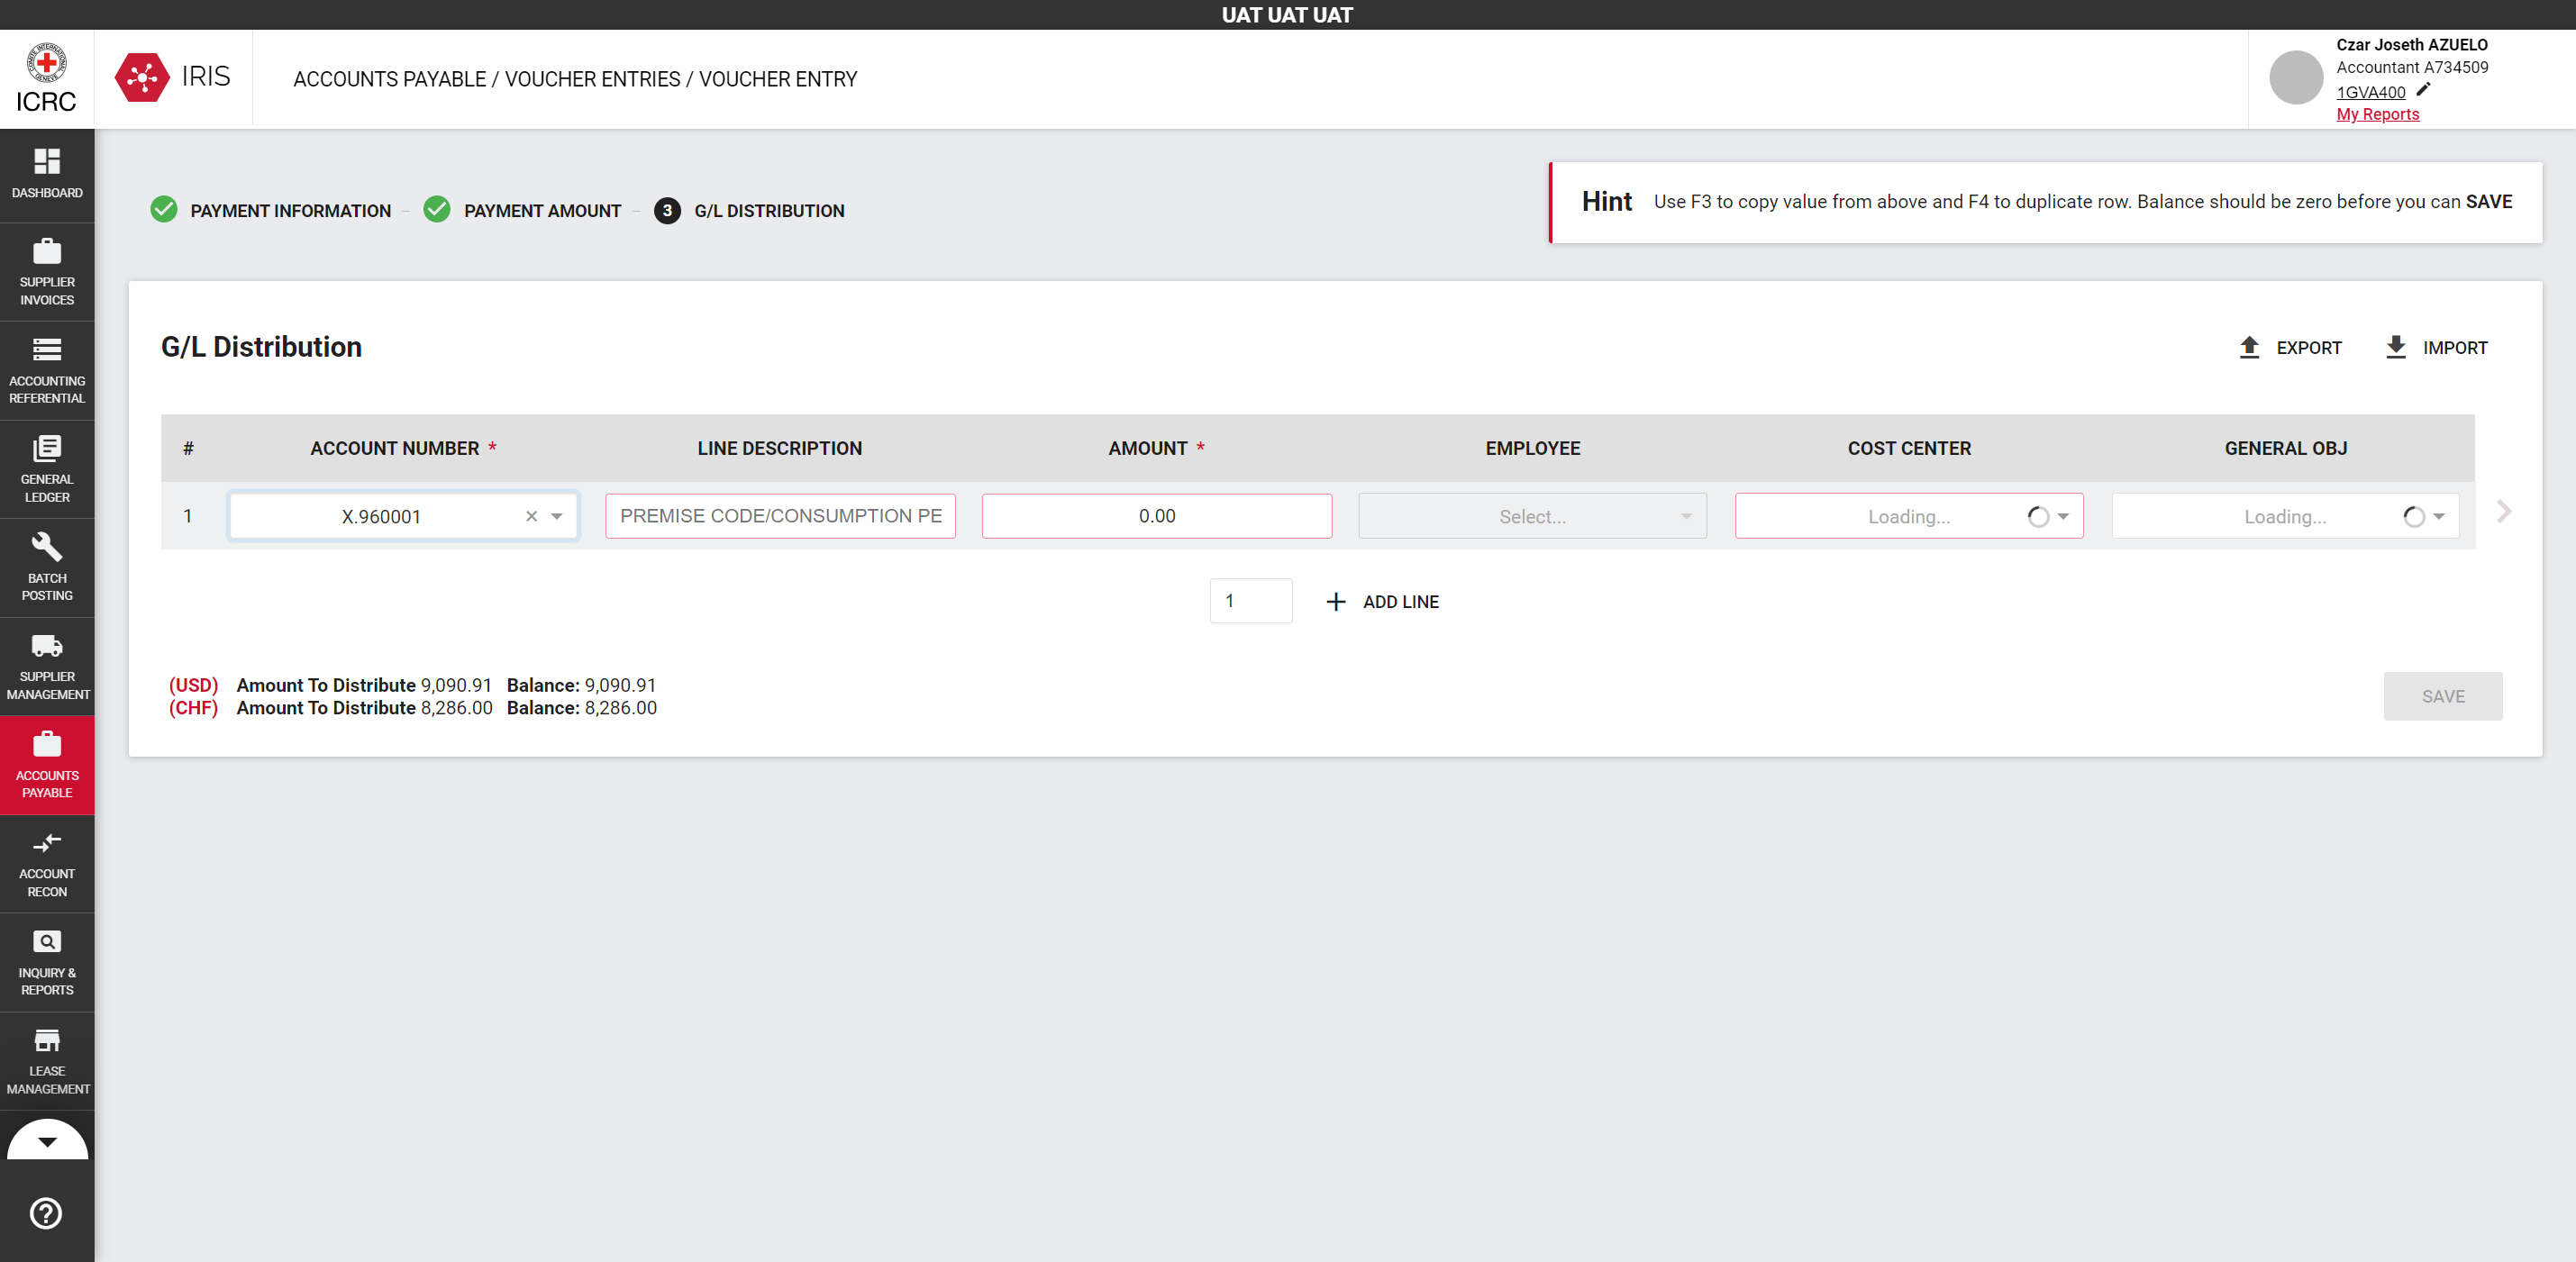 UAT UAT UAT
ICRC
IRIS
ACCOUNTS PAYABLE / VOUCHER ENTRIES / VOUCHER ENTRY
Czar Joseth AZUELO
Accountant A734509
1GVA400
My Reports
DASHBOARD
SUPPLIER
INVOICES
ACCOUNTING
REFERENTIAL
GENERAL
LEDGER
BATCH
POSTING
SUPPLIER
MANAGEMENT
ACCOUNTS
PAYABLE
ACCOUNT
RECON
INQUIRY &
REPORTS
LEASE
MANAGEMENT
PAYMENT INFORMATION – PAYMENT AMOUNT – 3 G/L DISTRIBUTION
Hint Use F3 to copy value from above and F4 to duplicate row. Balance should be zero before you can SAVE
G/L Distribution
EXPORT IMPORT
# ACCOUNT NUMBER * LINE DESCRIPTION AMOUNT * EMPLOYEE COST CENTER GENERAL OBJ
1 X.960001 PREMISE CODE/CONSUMPTION PE 0.00 Select... Loading... Loading...
1 ADD LINE
(USD) Amount To Distribute 9,090.91 Balance: 9,090.91
(CHF) Amount To Distribute 8,286.00 Balance: 8,286.00
SAVE